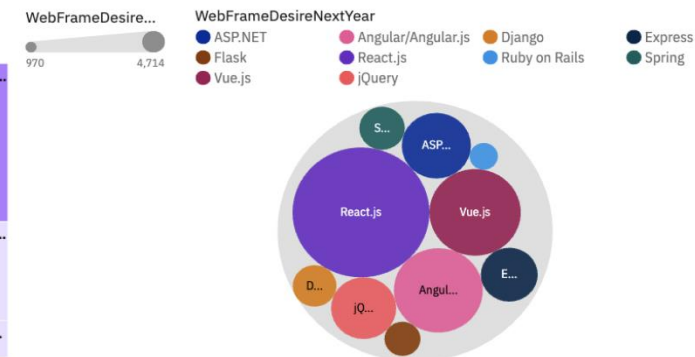 WebFrameDesire...
970 4,714
WebFrameDesireNextYear
ASP.NET Angular/Angular.js Django Express
Flask React.js Ruby on Rails Spring
Vue.js jQuery
S...
ASP...
React.js
Vue.js
E...
D...
Angul...
jQ...